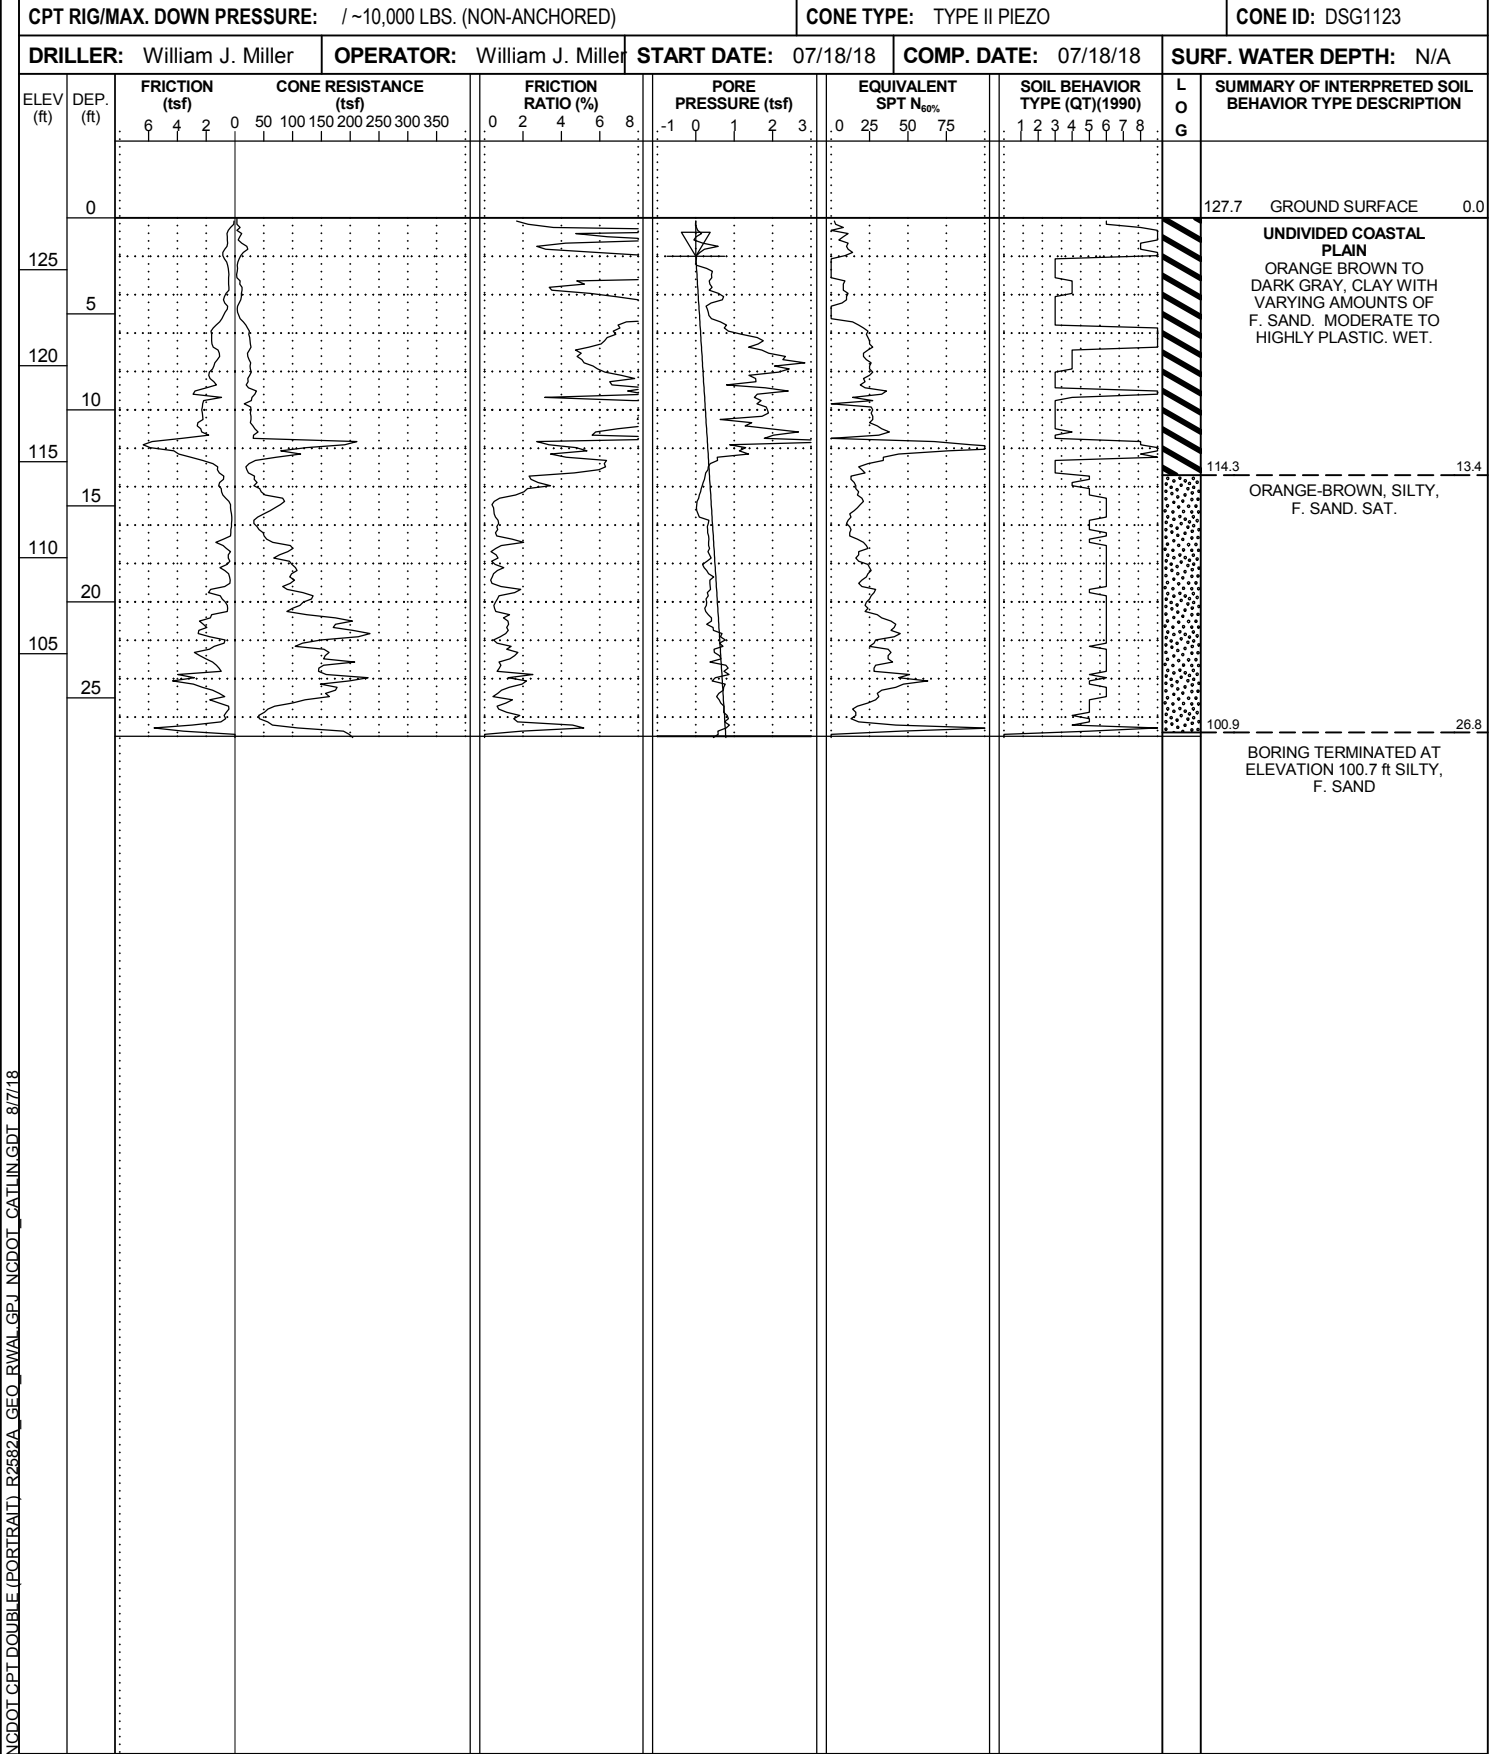 CPT RIG/MAX. DOWN PRESSURE: / ~10,000 LBS. (NON-ANCHORED) CONE TYPE: TYPE II PIEZO CONE ID: DSG1123
DRILLER: William J. Miller OPERATOR: William J. Miller START DATE: 07/18/18 COMP. DATE: 07/18/18 SURF. WATER DEPTH: N/A
ELEV (ft)
DEP. (ft)
FRICTION (tsf)
6 4 2 0
CONE RESISTANCE (tsf)
50 100 150 200 250 300 350
FRICTION RATIO (%)
0 2 4 6 8
PORE PRESSURE (tsf)
-1 0 1 2 3
EQUIVALENT SPT N60%
0 25 50 75
SOIL BEHAVIOR TYPE (QT)(1990)
1 2 3 4 5 6 7 8
L
O
G
SUMMARY OF INTERPRETED SOIL
BEHAVIOR TYPE DESCRIPTION
0
127.7 GROUND SURFACE 0.0
UNDIVIDED COASTAL
PLAIN
125
ORANGE BROWN TO
DARK GRAY, CLAY WITH
VARYING AMOUNTS OF
5
F. SAND. MODERATE TO
HIGHLY PLASTIC. WET.
120
10
115
114.3 13.4
ORANGE-BROWN, SILTY,
15
F. SAND. SAT.
110
20
105
25
100.9 26.8
BORING TERMINATED AT
ELEVATION 100.7 ft SILTY,
F. SAND
NCDOT CPT DOUBLE (PORTRAIT) R2582A_GEO_RWAL.GPJ NCDOT_CATLIN.GDT 8/7/18